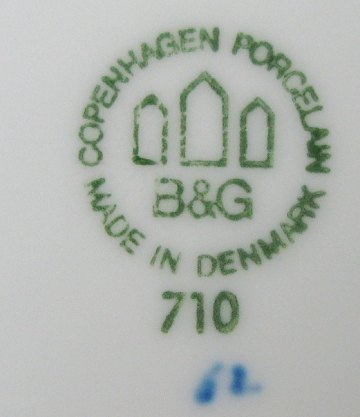 COPENHAGEN PORCELAIN
B&G
MADE IN DENMARK
710